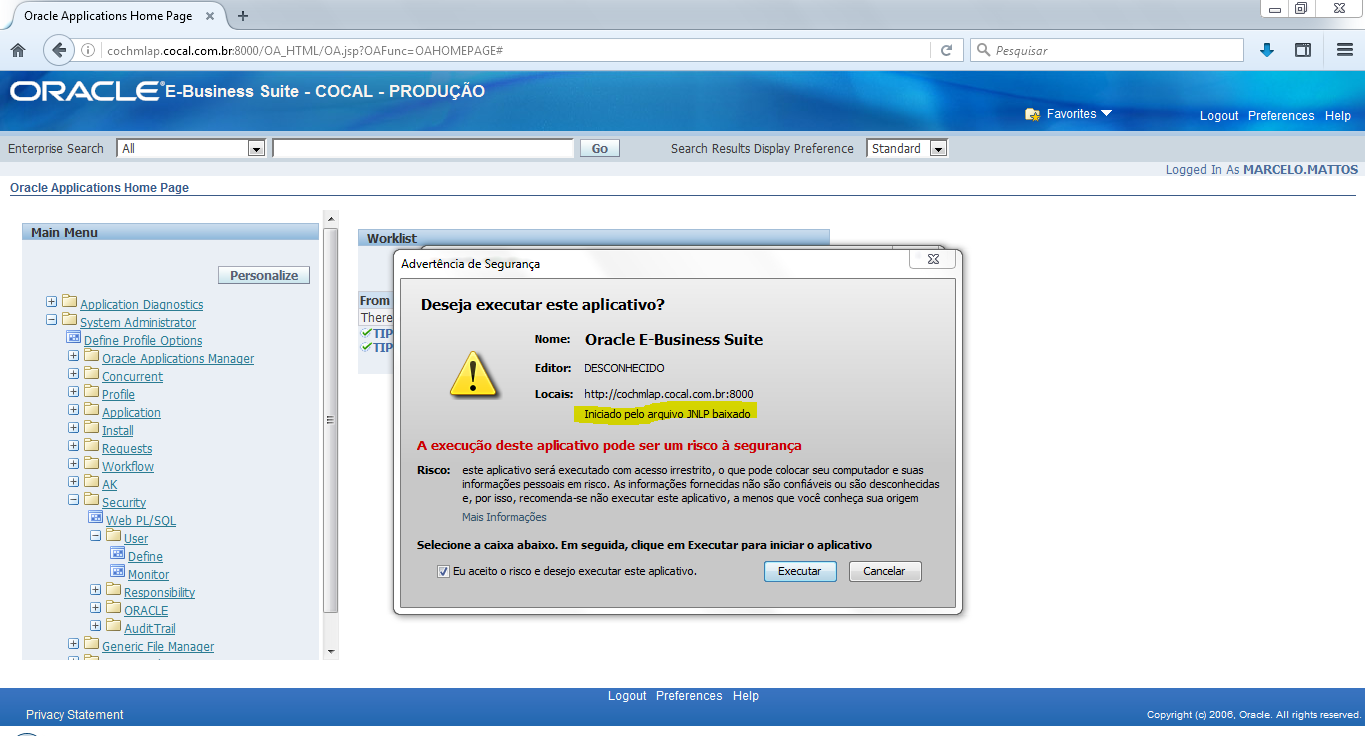 Oracle Applications Home Page
cochmlap.cocal.com.br:8000/OA_HTML/OA.jsp?OAFunc=OAHOMEPAGE#
Pesquisar
ORACLE E-Business Suite - COCAL - PRODUÇÃO
Favorites
Logout Preferences Help
Enterprise Search All Go Search Results Display Preference Standard
Logged In As MARCELO.MATTOS
Oracle Applications Home Page
Main Menu
Personalize
Application Diagnostics
System Administrator
Define Profile Options
Oracle Applications Manager
Concurrent
Profile
Application
Install
Requests
Workflow
AK
Security
Web PL/SQL
User
Define
Monitor
Responsibility
ORACLE
AuditTrail
Generic File Manager
Worklist
From
There
TIP
TIP
Advertência de Segurança
Deseja executar este aplicativo?
Nome: Oracle E-Business Suite
Editor: DESCONHECIDO
Locais: http://cochmlap.cocal.com.br:8000
Iniciado pelo arquivo JNLP baixado
A execução deste aplicativo pode ser um risco à segurança
Risco: este aplicativo será executado com acesso irrestrito, o que pode colocar seu computador e suas
informações pessoais em risco. As informações fornecidas não são confiáveis ou são desconhecidas
e, por isso, recomenda-se não executar este aplicativo, a menos que você conheça sua origem
Mais Informações
Selecione a caixa abaixo. Em seguida, clique em Executar para iniciar o aplicativo
Eu aceito o risco e desejo executar este aplicativo.
Executar Cancelar
Logout Preferences Help
Privacy Statement
Copyright (c) 2006, Oracle. All rights reserved.